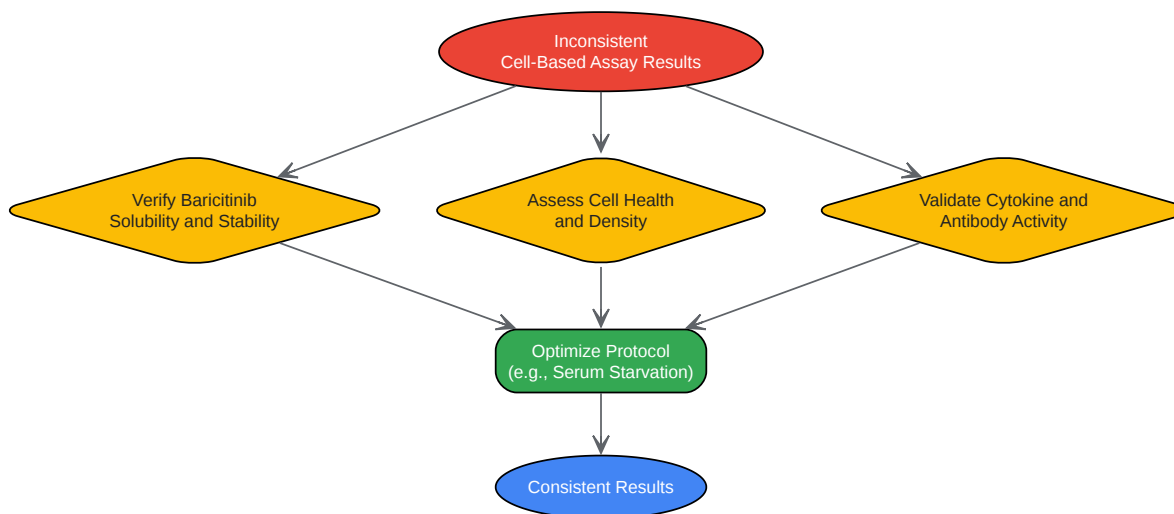 Inconsistent
Cell-Based Assay Results
Verify Baricitinib
Solubility and Stability
Assess Cell Health
and Density
Validate Cytokine and
Antibody Activity
Optimize Protocol
(e.g., Serum Starvation)
Consistent Results